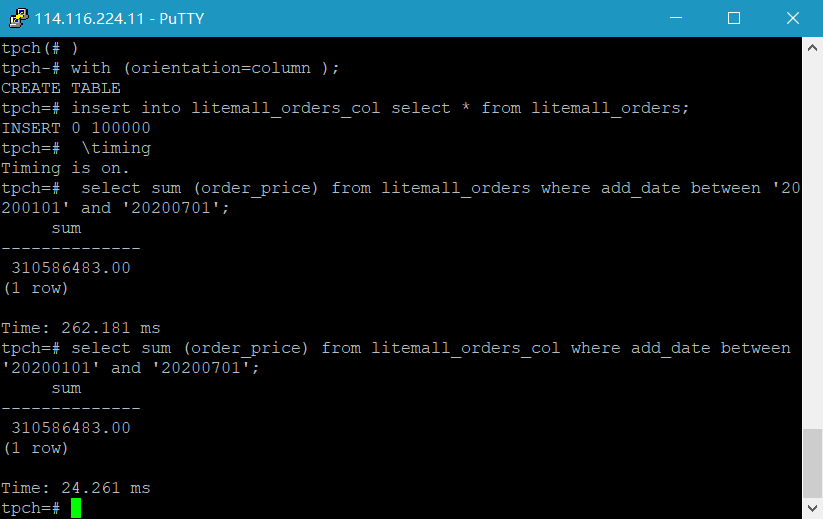 114.116.224.11 - PuTTY
tpch(# )
tpch-# with (orientation=column );
CREATE TABLE
tpch=# insert into litemall_orders_col select * from litemall_orders;
INSERT 0 100000
tpch=#  \timing
Timing is on.
tpch=#  select sum (order_price) from litemall_orders where add_date between '20
200101' and '20200701';
     sum
--------------
 310586483.00
(1 row)

Time: 262.181 ms
tpch=# select sum (order_price) from litemall_orders_col where add_date between
'20200101' and '20200701';
     sum
--------------
 310586483.00
(1 row)

Time: 24.261 ms
tpch=#